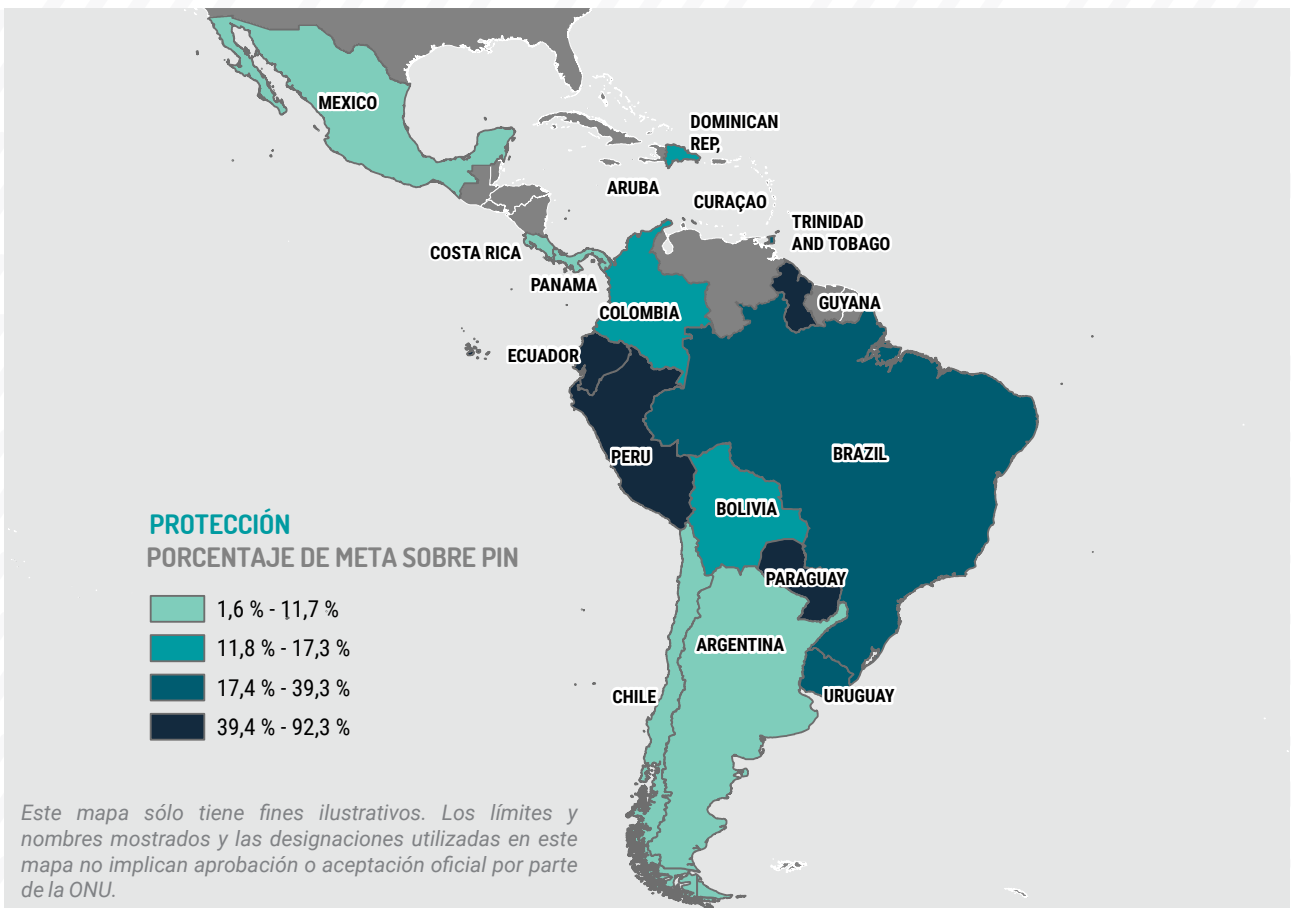 MEXICO
DOMINICAN
REP,
ARUBA
CURAÇAO
TRINIDAD
AND TOBAGO
COSTA RICA
PANAMA
GUYANA
COLOMBIA
ECUADOR
PERU
BRAZIL
BOLIVIA
PARAGUAY
ARGENTINA
CHILE
URUGUAY
PROTECCIÓN
PORCENTAJE DE META SOBRE PIN
1,6 % - 11,7 %
11,8 % - 17,3 %
17,4 % - 39,3 %
39,4 % - 92,3 %
Este mapa sólo tiene fines ilustrativos. Los límites y
nombres mostrados y las designaciones utilizadas en este
mapa no implican aprobación o aceptación oficial por parte
de la ONU.